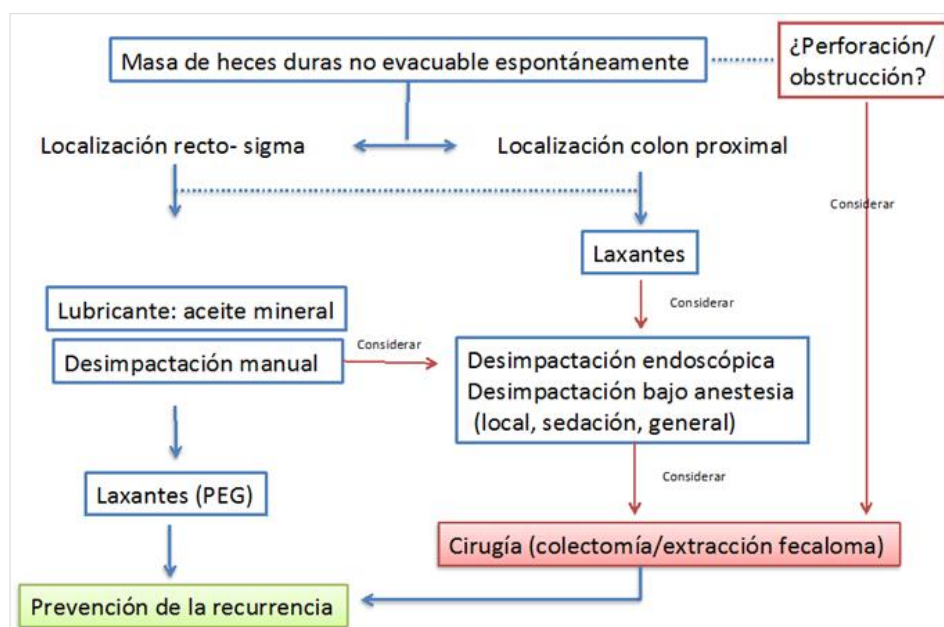 Masa de heces duras no evacuable espontáneamente
¿Perforación/
obstrucción?
Localización recto- sigma
Localización colon proximal
Considerar
Laxantes
Considerar
Lubricante: aceite mineral
Desimpactación manual
Considerar
Desimpactación endoscópica
Desimpactación bajo anestesia
(local, sedación, general)
Considerar
Laxantes (PEG)
Cirugía (colectomía/extracción fecaloma)
Prevención de la recurrencia